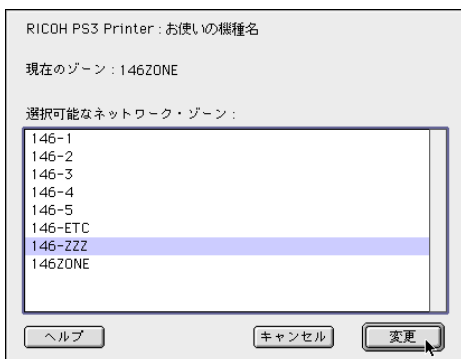 RICOH PS3 Printer : お使いの機種名
現在のゾーン : 146ZONE
選択可能なネットワーク・ゾーン :
146-1
146-2
146-3
146-4
146-5
146-ETC
146-ZZZ
146ZONE
ヘルプ キャンセル 変更